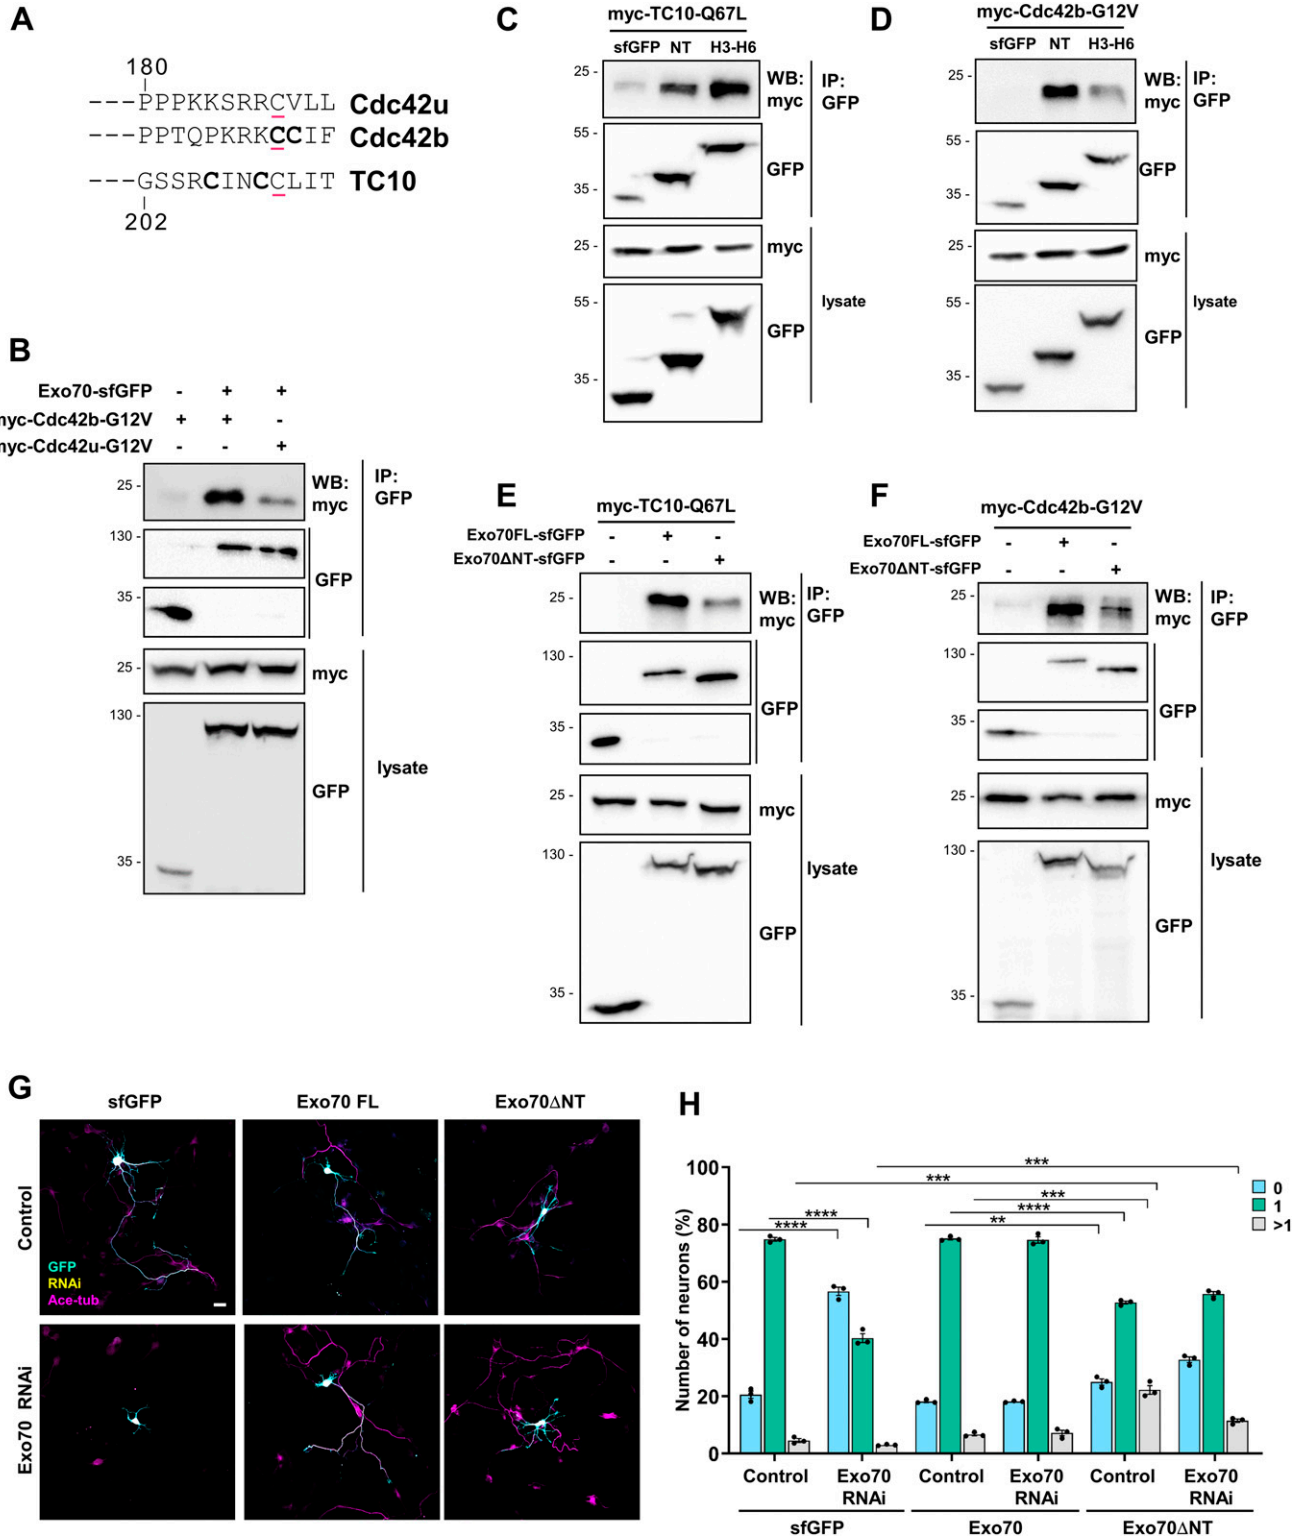 A
180
---PPPKKSRRCVLL Cdc42u
---PPTQPKRKCCIF Cdc42b
---GSSRCINCCLIT TC10
202
B
Exo70-sfGFP - + +
myc-Cdc42b-G12V + + -
myc-Cdc42u-G12V - - +
25 -
WB:
myc
IP:
GFP
130 -
35 -
GFP
25 -
myc
130 -
35 -
GFP
lysate
C
myc-TC10-Q67L
sfGFP NT H3-H6
25 -
WB:
myc
IP:
GFP
55 -
35 -
GFP
25 -
myc
55 -
35 -
GFP
lysate
D
myc-Cdc42b-G12V
sfGFP NT H3-H6
25 -
WB:
myc
IP:
GFP
55 -
35 -
GFP
25 -
myc
55 -
35 -
GFP
lysate
E
myc-TC10-Q67L
Exo70FL-sfGFP - + -
Exo70ΔNT-sfGFP - - +
25 -
WB:
myc
IP:
GFP
130 -
35 -
GFP
25 -
myc
130 -
35 -
GFP
lysate
F
myc-Cdc42b-G12V
Exo70FL-sfGFP - + -
Exo70ΔNT-sfGFP - - +
25 -
WB:
myc
IP:
GFP
130 -
35 -
GFP
25 -
myc
130 -
35 -
GFP
lysate
G
sfGFP Exo70 FL Exo70ΔNT
Control
GFP
RNAi
Ace-tub
Exo70 RNAi
H
Number of neurons (%)
100
80
60
40
20
0
***
***
***
****
****
****
**
0
1
>1
Control Exo70 RNAi Control Exo70 RNAi Control Exo70 RNAi
sfGFP Exo70 Exo70ΔNT